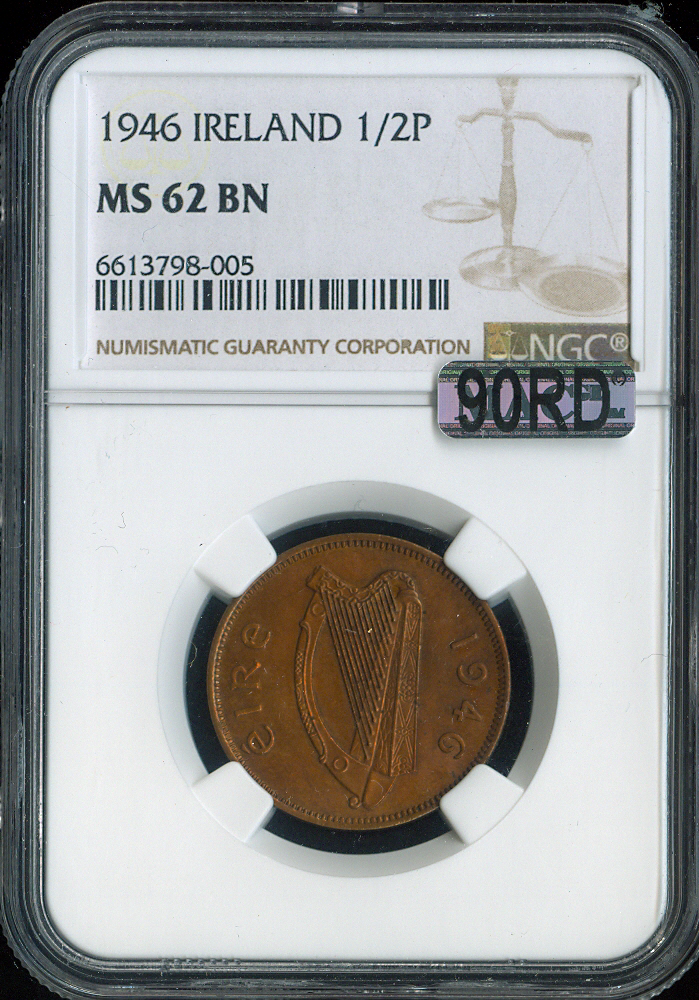 1946 IRELAND 1/2P
MS 62 BN
6613798-005
NUMISMATIC GUARANTY CORPORATION NGC®
90RD
éiRe
1946